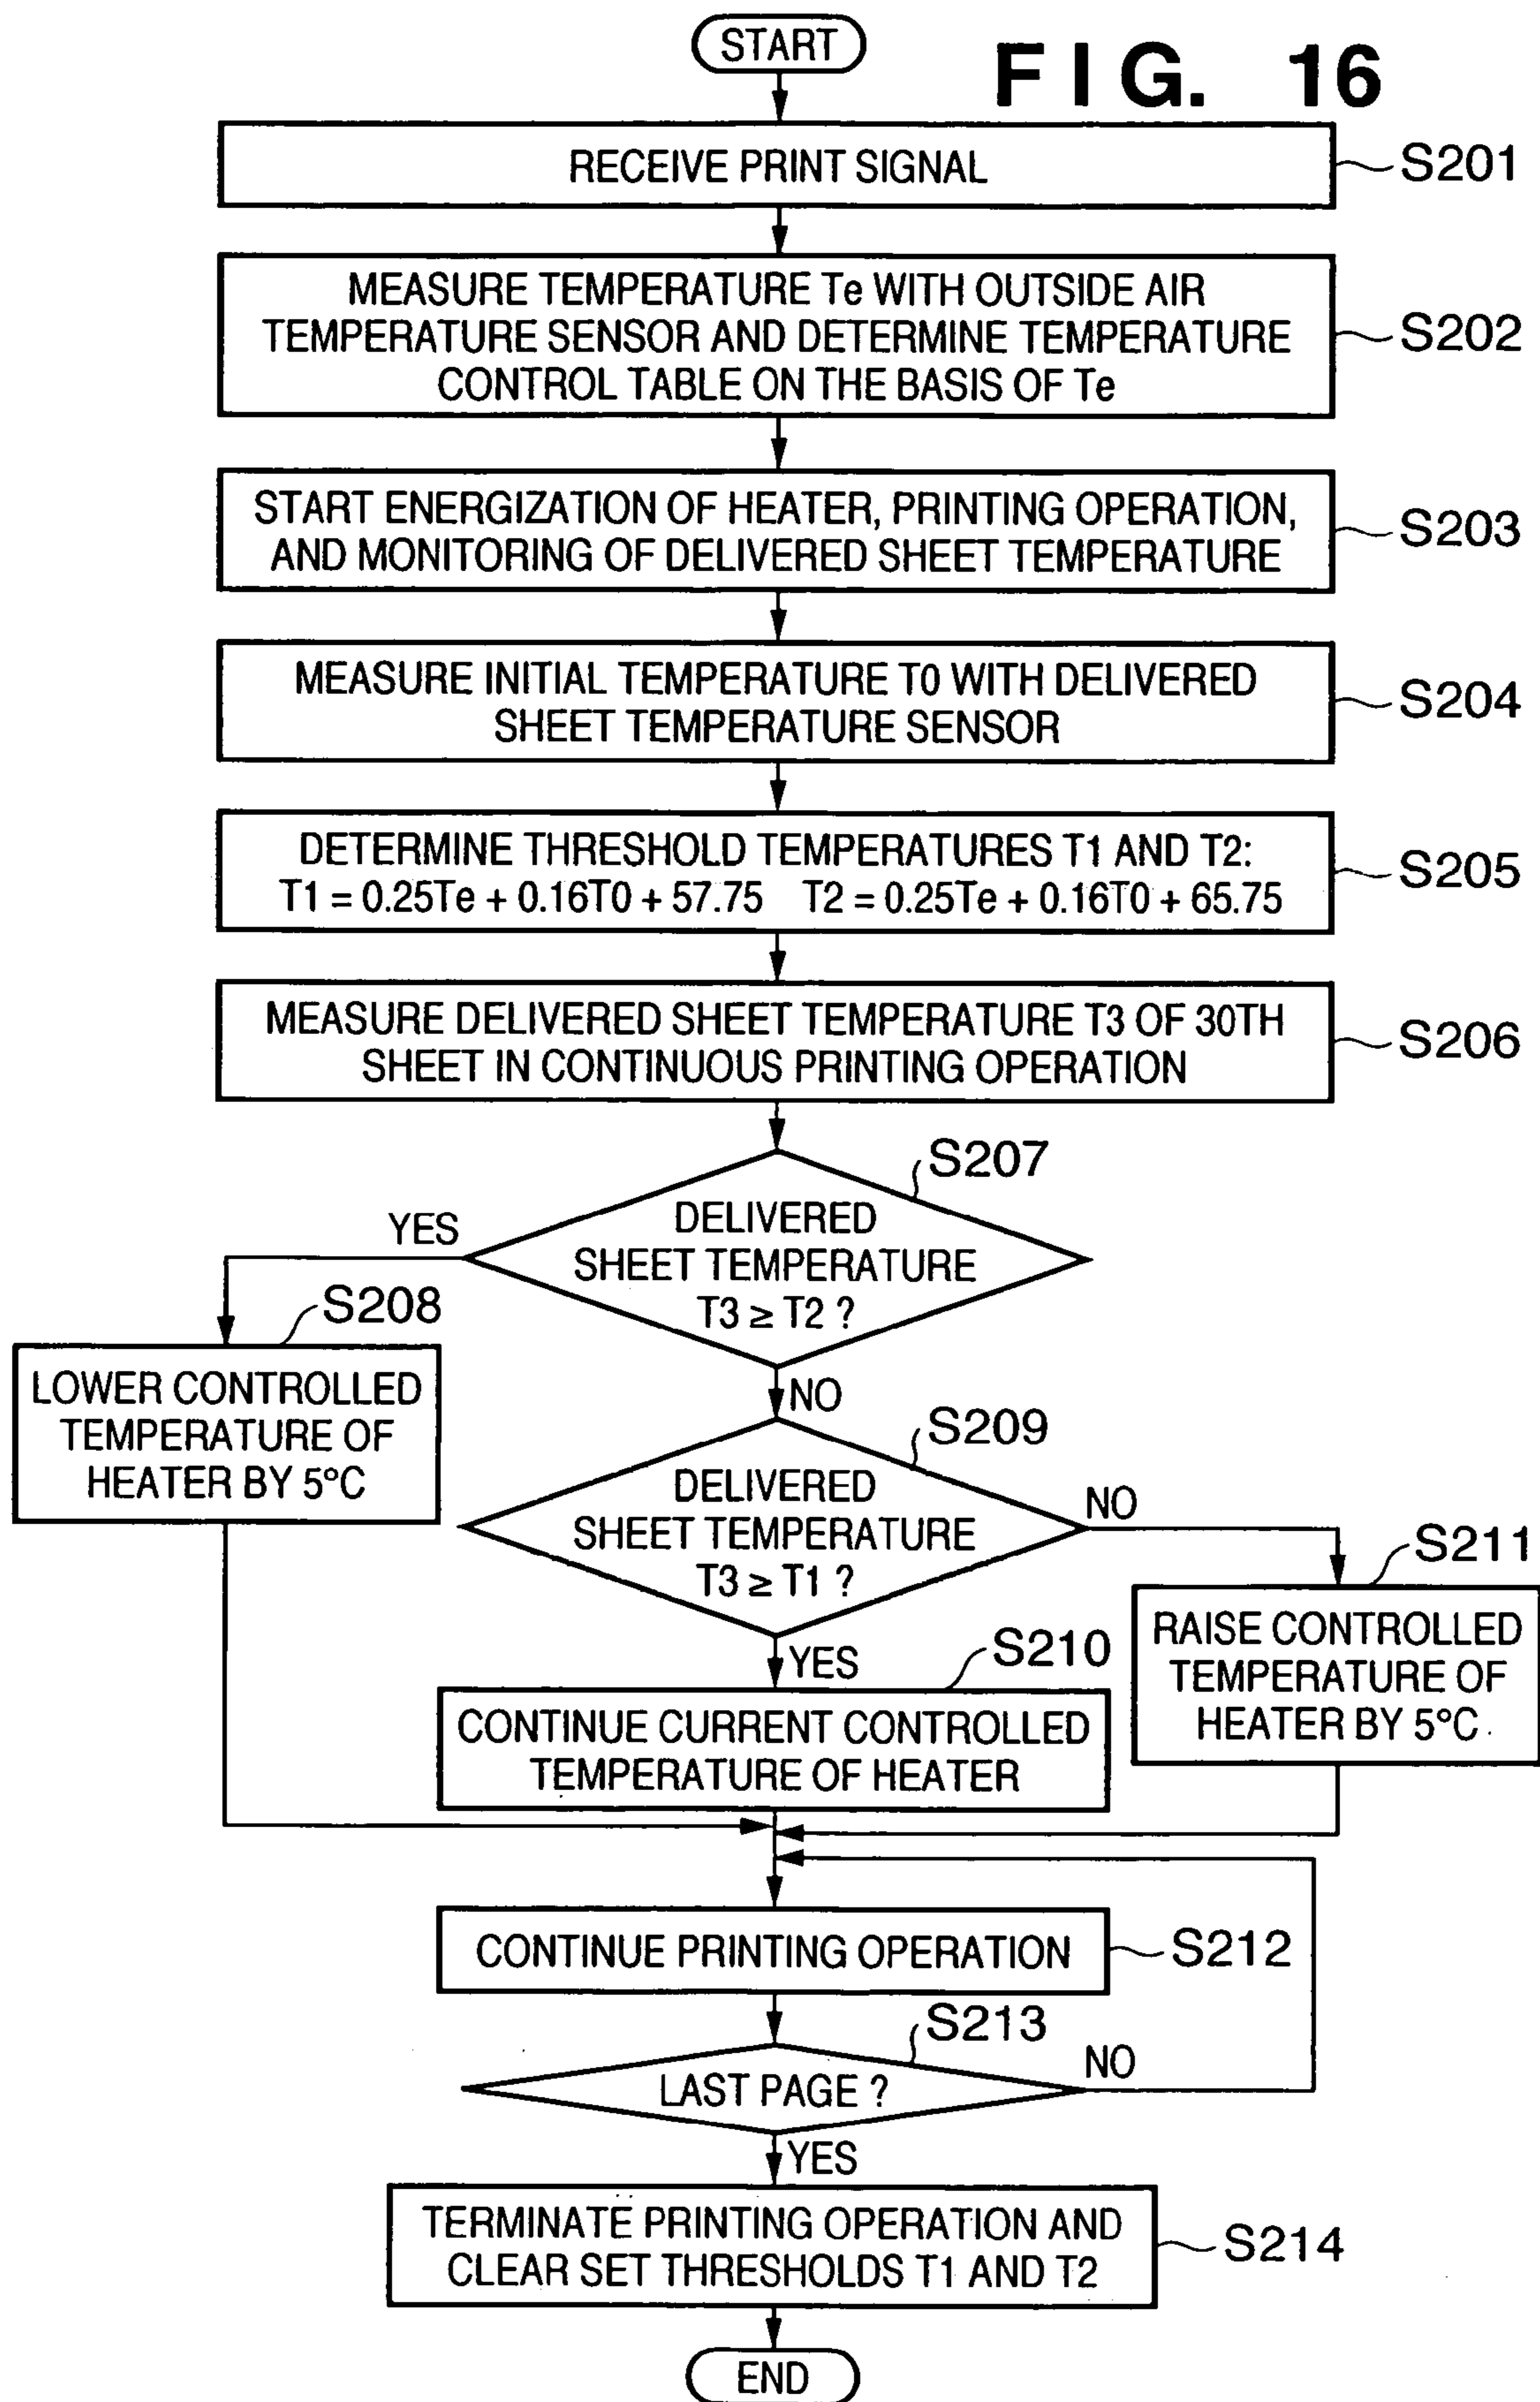 START
FIG. 16
RECEIVE PRINT SIGNAL
S201
MEASURE TEMPERATURE Te WITH OUTSIDE AIR
TEMPERATURE SENSOR AND DETERMINE TEMPERATURE
CONTROL TABLE ON THE BASIS OF Te
S202
START ENERGIZATION OF HEATER, PRINTING OPERATION,
AND MONITORING OF DELIVERED SHEET TEMPERATURE
S203
MEASURE INITIAL TEMPERATURE T0 WITH DELIVERED
SHEET TEMPERATURE SENSOR
S204
DETERMINE THRESHOLD TEMPERATURES T1 AND T2:
T1 = 0.25Te + 0.16T0 + 57.75 T2 = 0.25Te + 0.16T0 + 65.75
S205
MEASURE DELIVERED SHEET TEMPERATURE T3 OF 30TH
SHEET IN CONTINUOUS PRINTING OPERATION
S206
S207
DELIVERED
SHEET TEMPERATURE
T3 ≥ T2 ?
YES
NO
S208
LOWER CONTROLLED
TEMPERATURE OF
HEATER BY 5°C
S209
DELIVERED
SHEET TEMPERATURE
T3 ≥ T1 ?
NO
YES
S211
RAISE CONTROLLED
TEMPERATURE OF
HEATER BY 5°C
S210
CONTINUE CURRENT CONTROLLED
TEMPERATURE OF HEATER
CONTINUE PRINTING OPERATION
S212
S213
LAST PAGE ?
NO
YES
TERMINATE PRINTING OPERATION AND
CLEAR SET THRESHOLDS T1 AND T2
S214
END